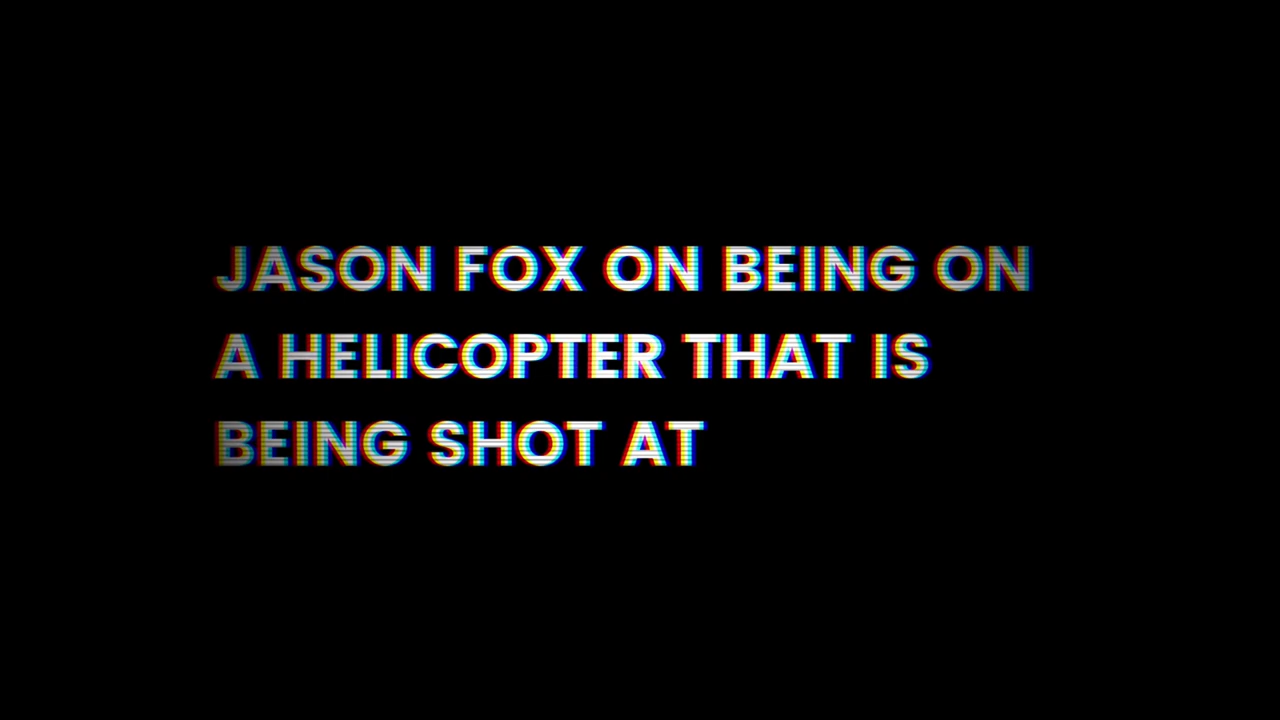 JASON FOX ON BEING ON
A HELICOPTER THAT IS
BEING SHOT AT